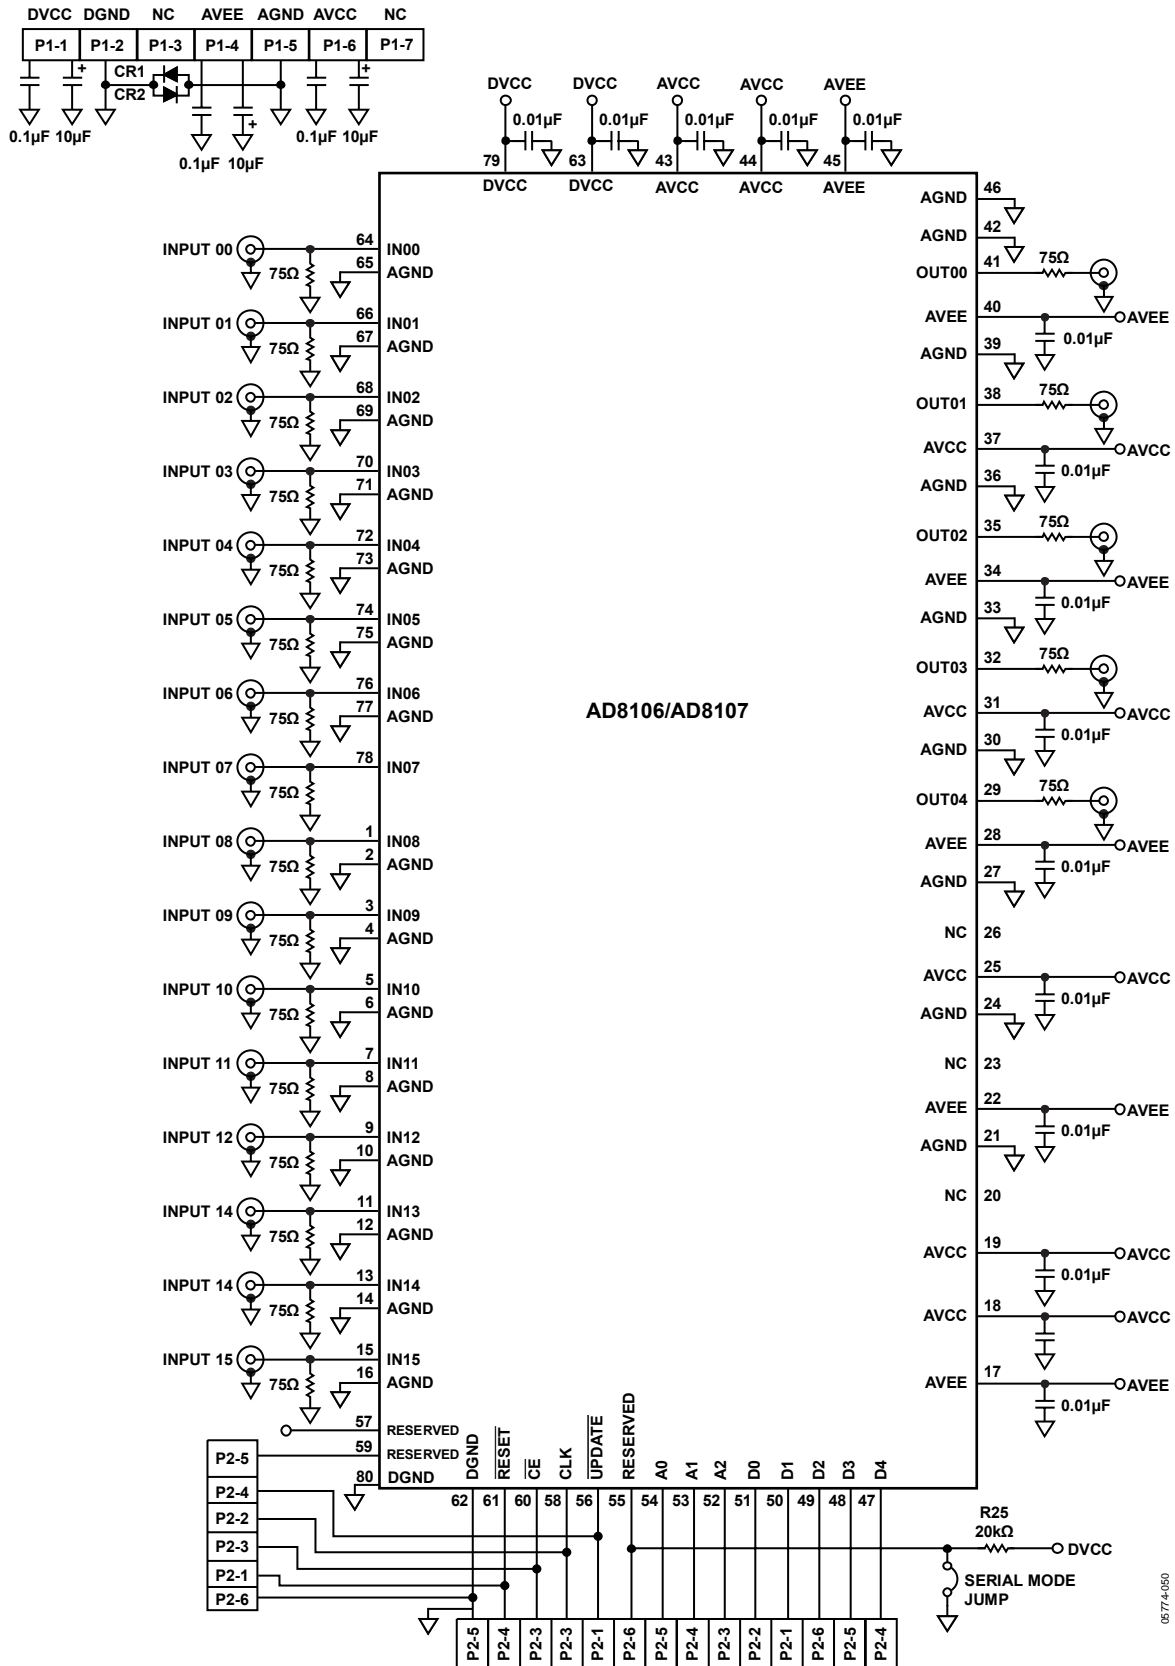 DVCC DGND NC AVEE AGND AVCC NC
P1-1 P1-2 P1-3 P1-4 P1-5 P1-6 P1-7
+ CR1 +
CR2
0.1µF 10µF + 0.1µF 10µF
0.1µF 10µF
DVCC DVCC AVCC AVCC AVEE
0.01µF 0.01µF 0.01µF 0.01µF 0.01µF
79 63 43 44 45
DVCC DVCC AVCC AVCC AVEE
AD8106/AD8107
INPUT 00 64 IN00
75Ω 65 AGND
INPUT 01 66 IN01
75Ω 67 AGND
INPUT 02 68 IN02
75Ω 69 AGND
INPUT 03 70 IN03
75Ω 71 AGND
INPUT 04 72 IN04
75Ω 73 AGND
INPUT 05 74 IN05
75Ω 75 AGND
INPUT 06 76 IN06
75Ω 77 AGND
INPUT 07 78 IN07
75Ω
INPUT 08 1 IN08
75Ω 2 AGND
INPUT 09 3 IN09
75Ω 4 AGND
INPUT 10 5 IN10
75Ω 6 AGND
INPUT 11 7 IN11
75Ω 8 AGND
INPUT 12 9 IN12
75Ω 10 AGND
INPUT 14 11 IN13
75Ω 12 AGND
INPUT 14 13 IN14
75Ω 14 AGND
INPUT 15 15 IN15
75Ω 16 AGND
57 RESERVED
P2-5 59 RESERVED
80 DGND
P2-4
P2-2
P2-3
P2-1
P2-6
AGND 46
AGND 42
OUT00 41 75Ω
AVEE 40 AVEE
0.01µF
AGND 39
OUT01 38 75Ω
AVCC 37 AVCC
0.01µF
AGND 36
OUT02 35 75Ω
AVEE 34 AVEE
0.01µF
AGND 33
OUT03 32 75Ω
AVCC 31 AVCC
0.01µF
AGND 30
OUT04 29 75Ω
AVEE 28 AVEE
0.01µF
AGND 27
NC 26
AVCC 25 AVCC
0.01µF
AGND 24
NC 23
AVEE 22 AVEE
0.01µF
AGND 21
NC 20
AVCC 19 AVCC
0.01µF
AVCC 18 AVCC
AVEE 17 AVEE
0.01µF
DGND RESET CE CLK UPDATE RESERVED A0 A1 A2 D0 D1 D2 D3 D4
62 61 60 58 56 55 54 53 52 51 50 49 48 47
R25
20kΩ
DVCC
SERIAL MODE
JUMP
P2-5 P2-4 P2-3 P2-3 P2-1 P2-6 P2-5 P2-4 P2-3 P2-2 P2-1 P2-6 P2-5 P2-4
05774-050